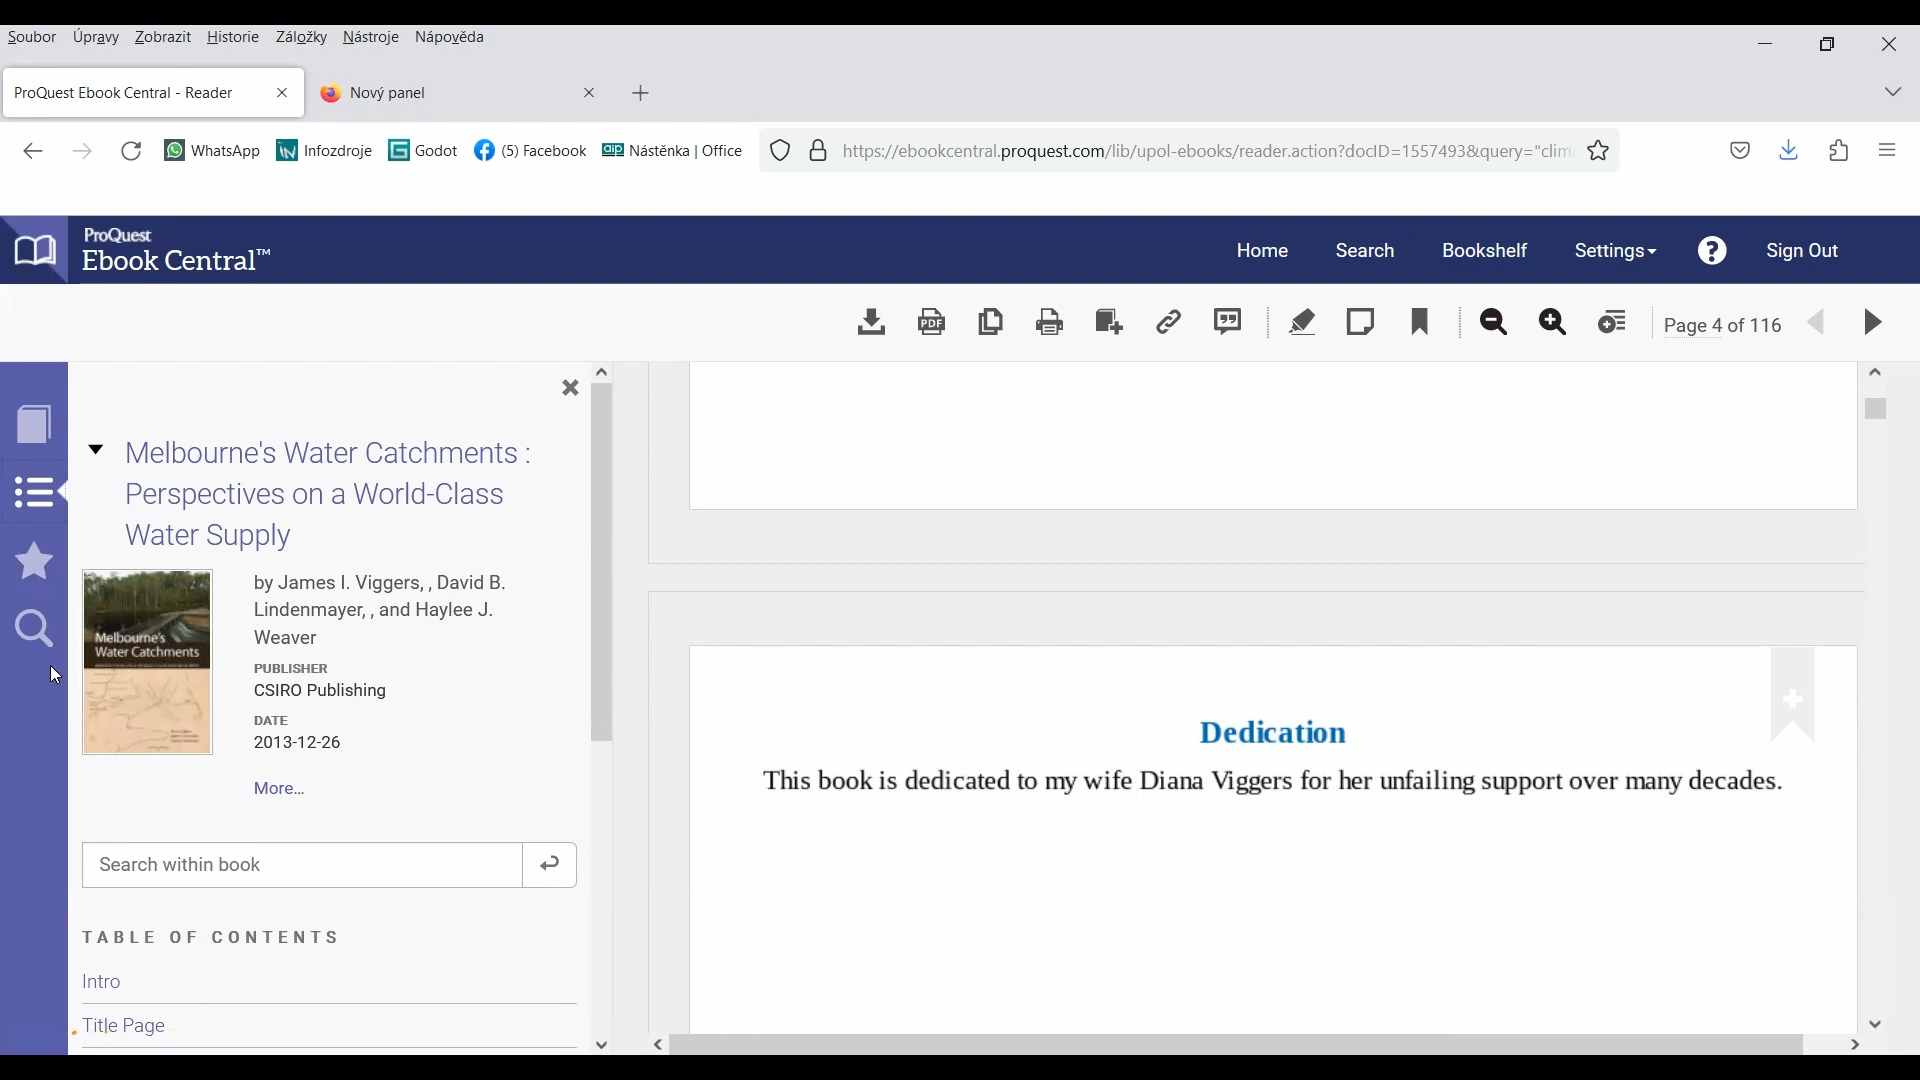 Soubor Úpravy Zobrazit Historie Záložky Nástroje Nápověda
ProQuest Ebook Central - Reader
Nový panel
WhatsApp Infozdroje Godot (5) Facebook Nástěnka | Office
https://ebookcentral.proquest.com/lib/upol-ebooks/reader.action?docID=1557493&query="clim
ProQuest
Ebook Central™
Home Search Bookshelf Settings Sign Out
PDF
Page 4 of 116
Melbourne's Water Catchments :
Perspectives on a World-Class
Water Supply
Melbourne's
Water Catchments
by James I. Viggers, , David B.
Lindenmayer, , and Haylee J.
Weaver
PUBLISHER
CSIRO Publishing
DATE
2013-12-26
More...
Search within book
TABLE OF CONTENTS
Intro
Title Page
Dedication
This book is dedicated to my wife Diana Viggers for her unfailing support over many decades.